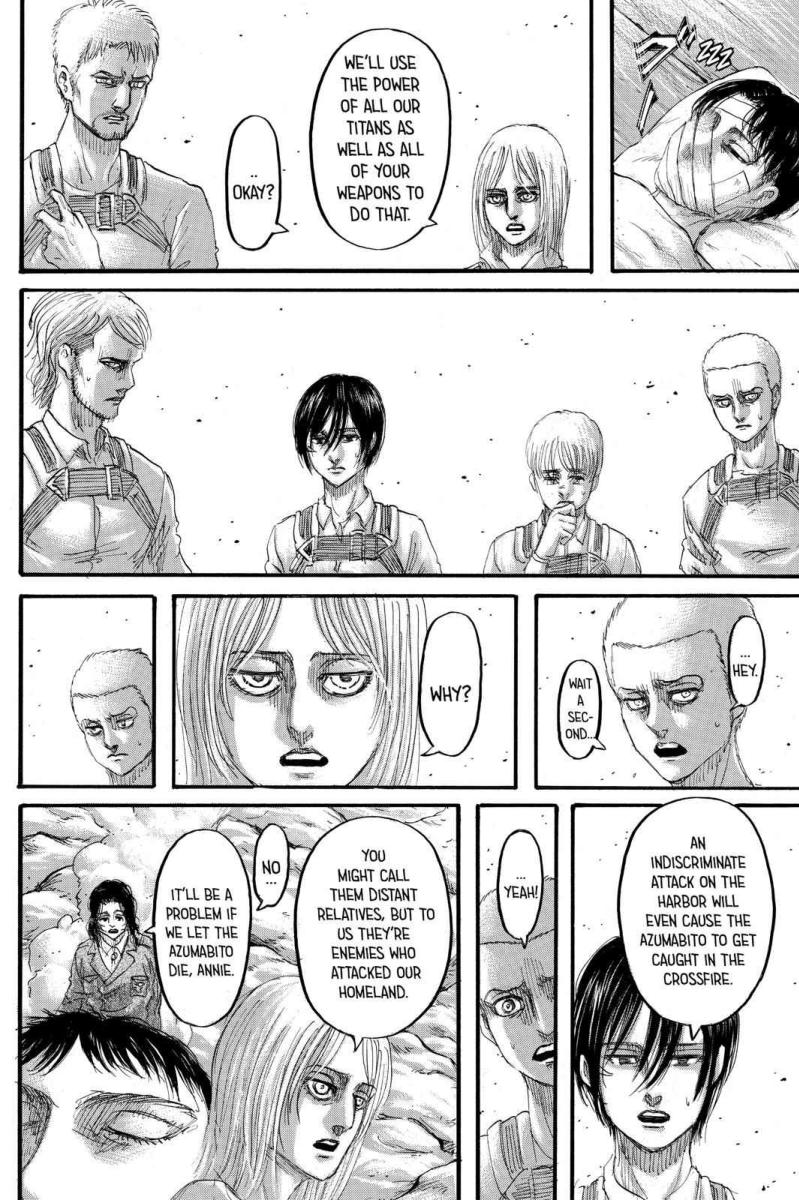 WE'LL USE
THE POWER
OF ALL OUR
TITANS AS
WELL AS ALL
OF YOUR
WEAPONS TO
DO THAT.
..
OKAY?
...
HEY.
WAIT
A
SEC-
OND...
WHY?
AN
INDISCRIMINATE
ATTACK ON THE
HARBOR WILL
EVEN CAUSE THE
AZUMABITO TO GET
CAUGHT IN THE
CROSSFIRE.
...
YEAH!
YOU
MIGHT CALL
THEM DISTANT
RELATIVES, BUT TO
US THEY'RE
ENEMIES WHO
ATTACKED OUR
HOMELAND.
NO
...
IT'LL BE A
PROBLEM IF
WE LET THE
AZUMABITO
DIE, ANNIE.